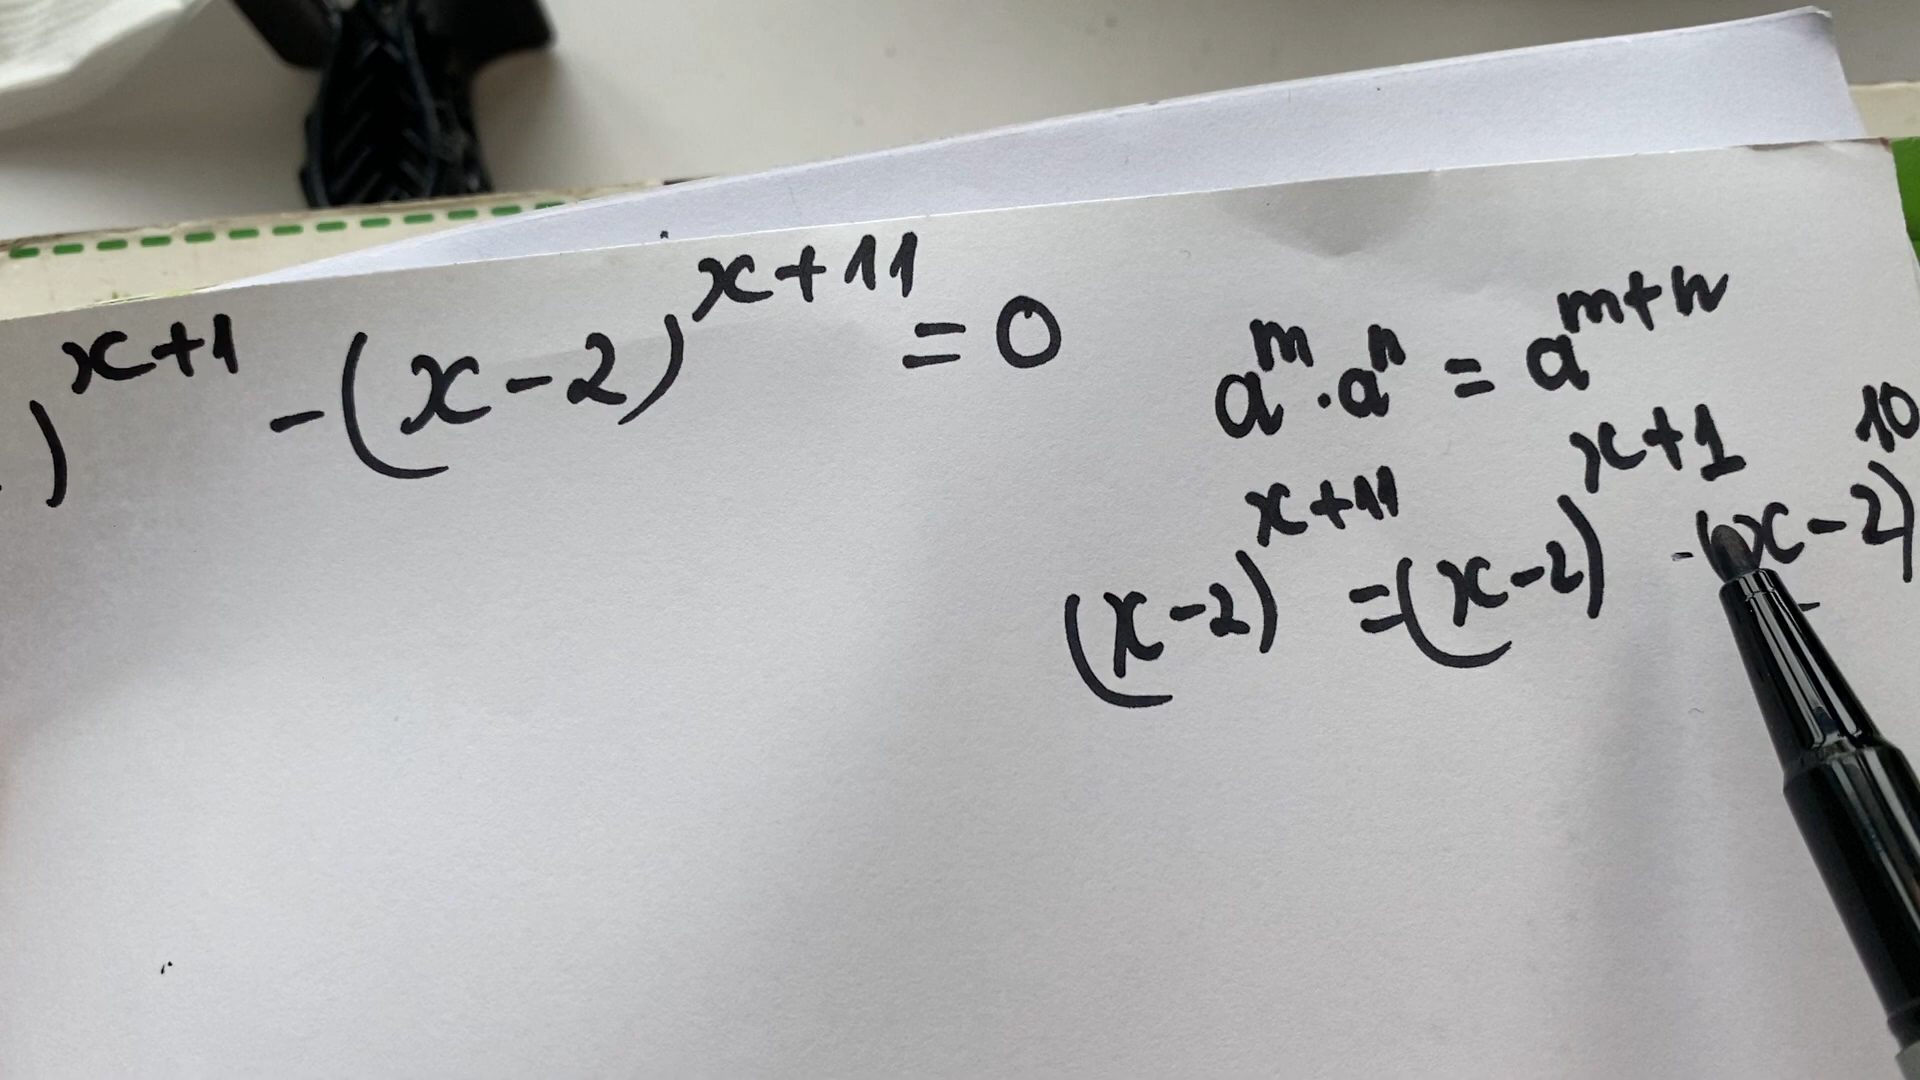 )^{x+1} - (x-2)^{x+11} = 0
a^m · a^n = a^{m+n}
(x-2)^{x+11} = (x-2)^{x+1} · (x-2)^{10}